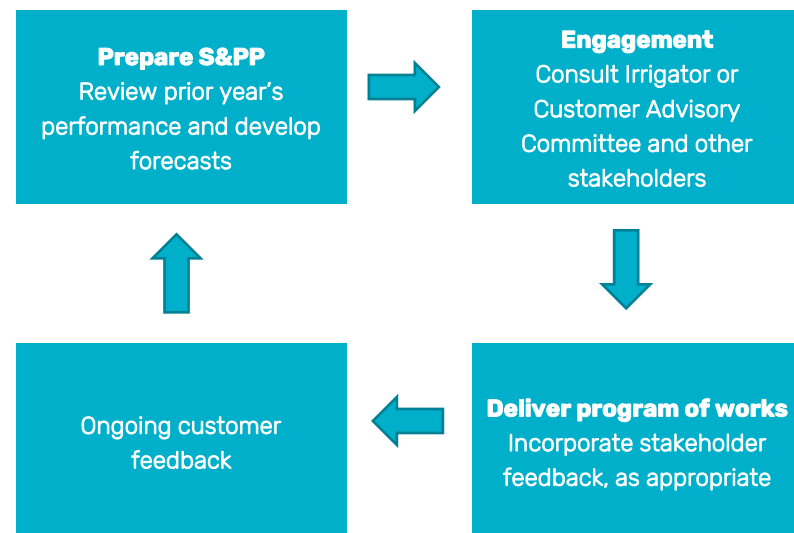 Prepare S&PP
Review prior year's
performance and develop
forecasts
Engagement
Consult Irrigator or
Customer Advisory
Committee and other
stakeholders
Ongoing customer
feedback
Deliver program of works
Incorporate stakeholder
feedback, as appropriate